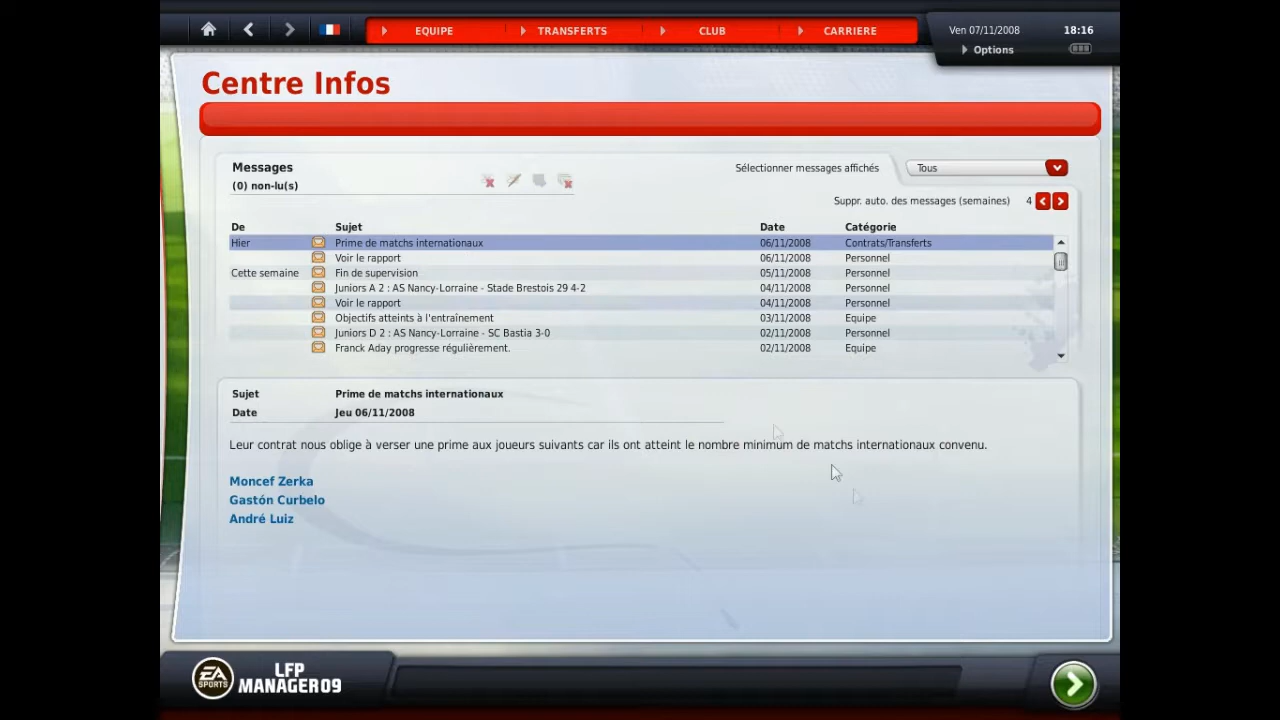 EQUIPE TRANSFERTS CLUB CARRIERE
Ven 07/11/2008 18:16
Options
Centre Infos
Messages
(0) non-lu(s)
Sélectionner messages affichés Tous
Suppr. auto. des messages (semaines) 4
De Sujet Date Catégorie
Hier Prime de matchs internationaux 06/11/2008 Contrats/Transferts
Voir le rapport 06/11/2008 Personnel
Cette semaine Fin de supervision 05/11/2008 Personnel
Juniors A 2 : AS Nancy-Lorraine - Stade Brestois 29 4-2 04/11/2008 Personnel
Voir le rapport 04/11/2008 Personnel
Objectifs atteints à l'entraînement 03/11/2008 Equipe
Juniors D 2 : AS Nancy-Lorraine - SC Bastia 3-0 02/11/2008 Personnel
Franck Aday progresse régulièrement. 02/11/2008 Equipe
Sujet Prime de matchs internationaux
Date Jeu 06/11/2008
Leur contrat nous oblige à verser une prime aux joueurs suivants car ils ont atteint le nombre minimum de matchs internationaux convenu.
Moncef Zerka
Gastón Curbelo
André Luiz
EA SPORTS
LFP
MANAGER09